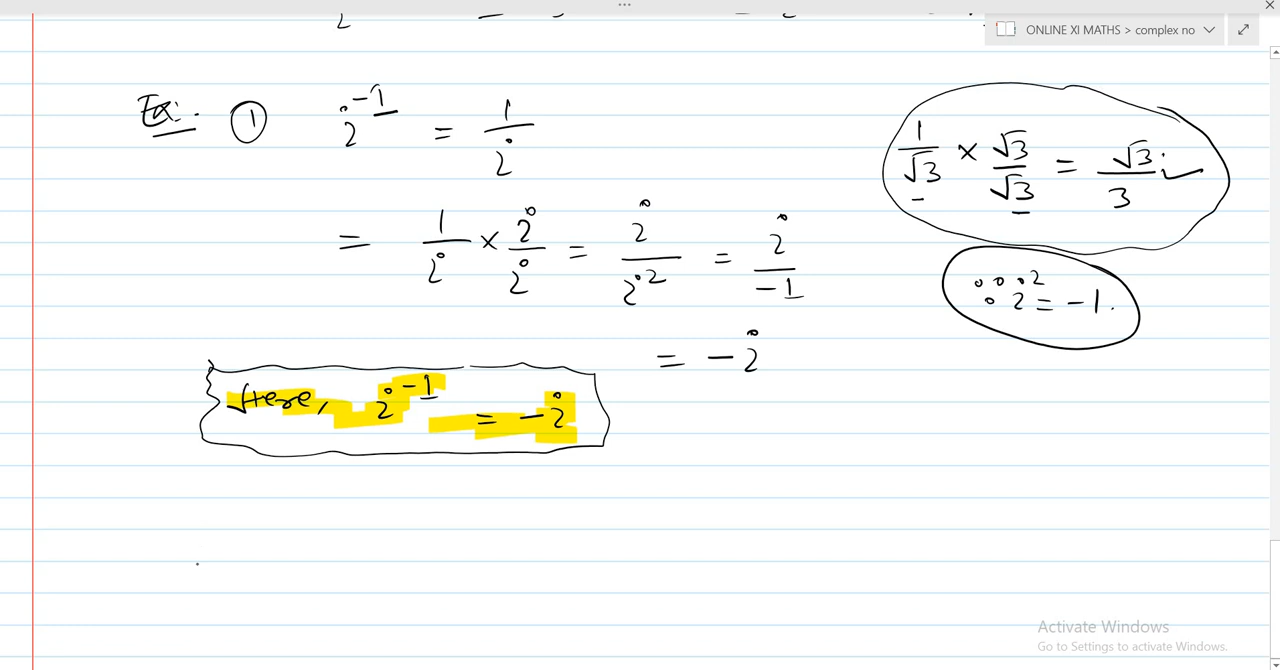 ONLINE XI MATHS > complex no
Ex:. ① i⁻¹ = 1/i
1/√3 × √3/√3 = √3/3
= 1/i × i/i = i/i² = i/-1
∵ i² = -1.
= -i
Here, i⁻¹ = -i
Activate Windows
Go to Settings to activate Windows.